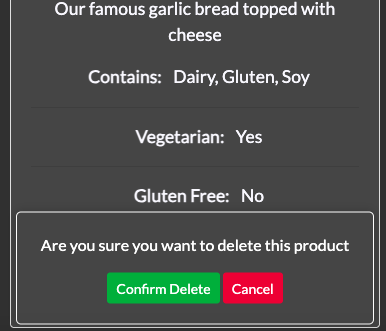 Our famous garlic bread topped with
cheese
Contains: Dairy, Gluten, Soy
Vegetarian: Yes
Gluten Free: No
Are you sure you want to delete this product
Confirm Delete Cancel